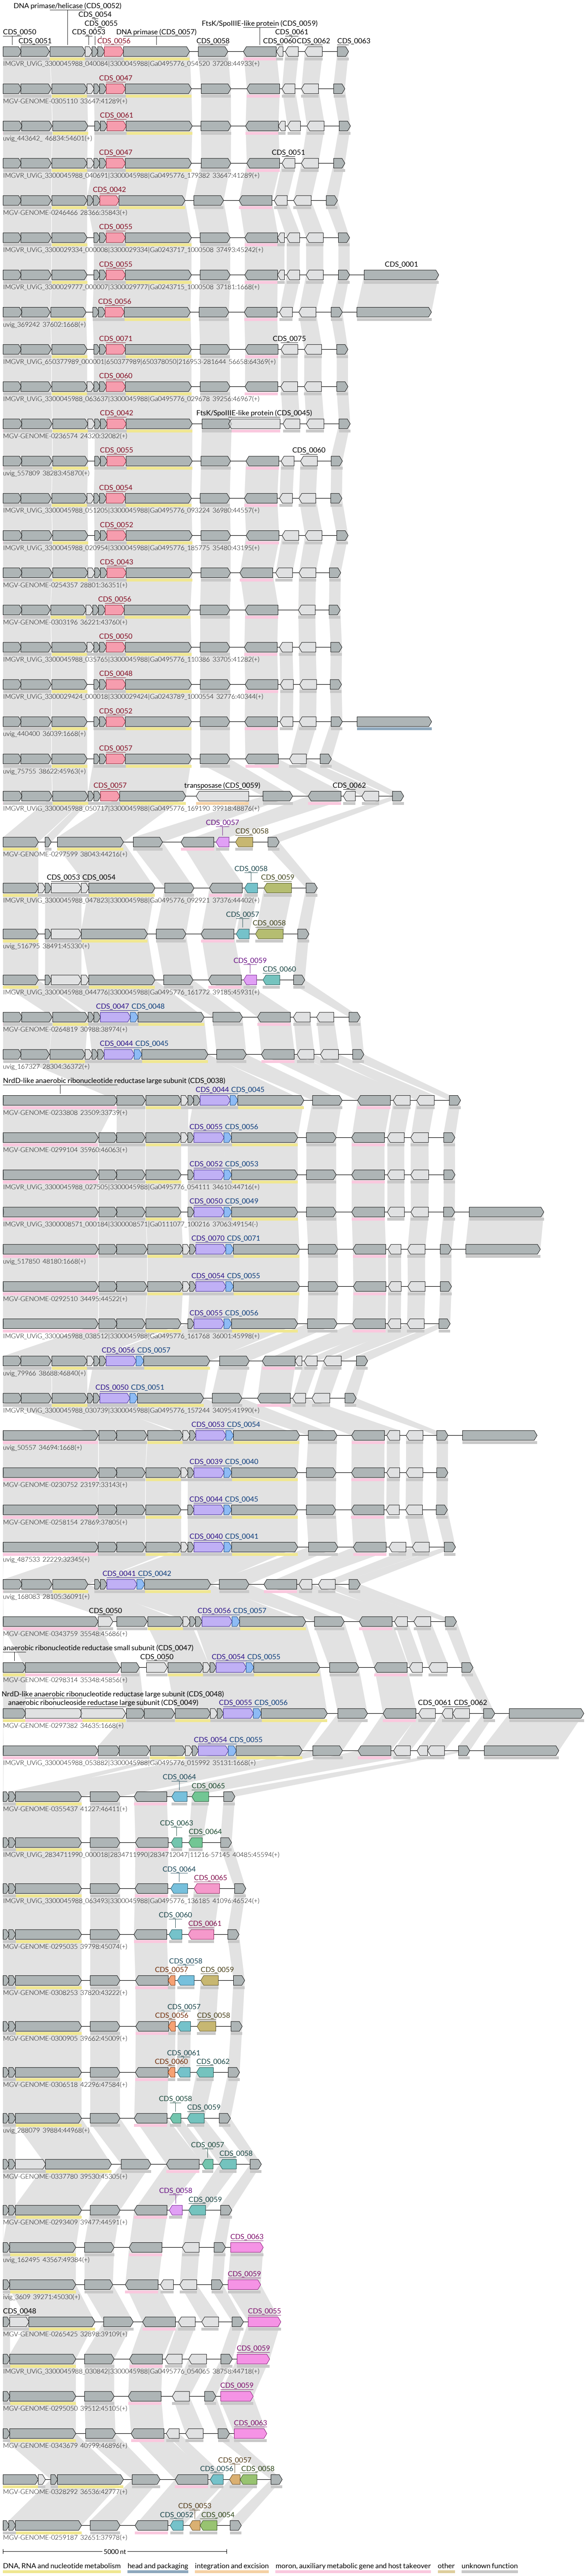 DNA primase/helicase (CDS_0052)
CDS_0054
CDS_0055
FtsK/SpoIIIE-like protein (CDS_0059)
CDS_0050 CDS_0053 DNA primase (CDS_0057) CDS_0061
CDS_0051 CDS_0056 CDS_0058 CDS_0060 CDS_0062 CDS_0063
IMGVR_UViG_3300045988_040084|3300045988|Ga0495776_054520 37208:44933(+)
CDS_0047
MGV-GENOME-0305110 33647:41289(+)
CDS_0061
uvig_443642_ 46834:54601(+)
CDS_0047 CDS_0051
IMGVR_UViG_3300045988_040691|3300045988|Ga0495776_179382 33647:41289(+)
CDS_0042
MGV-GENOME-0246466 28366:35843(+)
CDS_0055
IMGVR_UViG_3300029334_000008|3300029334|Ga0243717_1000508 37493:45242(+)
CDS_0055 CDS_0001
IMGVR_UViG_3300029777_000007|3300029777|Ga0243715_1000508 37181:1668(+)
CDS_0056
uvig_369242 37602:1668(+)
CDS_0071 CDS_0075
IMGVR_UViG_650377989_000001|650377989|650378050|216953-281644 56658:64369(+)
CDS_0060
IMGVR_UViG_3300045988_063637|3300045988|Ga0495776_029678 39256:46967(+)
CDS_0042 FtsK/SpoIIIE-like protein (CDS_0045)
MGV-GENOME-0236574 24320:32082(+)
CDS_0055 CDS_0060
uvig_557809 38283:45870(+)
CDS_0054
IMGVR_UViG_3300045988_051205|3300045988|Ga0495776_093224 36980:44557(+)
CDS_0052
IMGVR_UViG_3300045988_020954|3300045988|Ga0495776_185775 35480:43195(+)
CDS_0043
MGV-GENOME-0254357 28801:36351(+)
CDS_0056
MGV-GENOME-0303196 36221:43760(+)
CDS_0050
IMGVR_UViG_3300045988_035765|3300045988|Ga0495776_110386 33705:41282(+)
CDS_0048
IMGVR_UViG_3300029424_000018|3300029424|Ga0243789_1000554 32776:40344(+)
CDS_0052
uvig_440400 36039:1668(+)
CDS_0057
uvig_75755 38622:45963(+)
CDS_0057 transposase (CDS_0059) CDS_0062
IMGVR_UViG_3300045988_050717|3300045988|Ga0495776_169190 39918:48876(+)
CDS_0057
CDS_0058
MGV-GENOME-0297599 38043:44216(+)
CDS_0058
CDS_0053 CDS_0054 CDS_0059
IMGVR_UViG_3300045988_047823|3300045988|Ga0495776_092921 37376:44402(+)
CDS_0057
CDS_0058
uvig_516795 38491:45330(+)
CDS_0059
CDS_0060
IMGVR_UViG_3300045988_044776|3300045988|Ga0495776_161772 39185:45931(+)
CDS_0047 CDS_0048
MGV-GENOME-0264819 30988:38974(+)
CDS_0044 CDS_0045
uvig_167327 28304:36372(+)
NrdD-like anaerobic ribonucleotide reductase large subunit (CDS_0038)
CDS_0044 CDS_0045
MGV-GENOME-0233808 23509:33739(+)
CDS_0055 CDS_0056
MGV-GENOME-0299104 35960:46063(+)
CDS_0052 CDS_0053
IMGVR_UViG_3300045988_027505|3300045988|Ga0495776_054111 34610:44716(+)
CDS_0050 CDS_0049
IMGVR_UViG_3300008571_000184|3300008571|Ga0111077_100216 37063:49154(-)
CDS_0070 CDS_0071
uvig_517850 48180:1668(+)
CDS_0054 CDS_0055
MGV-GENOME-0292510 34495:44522(+)
CDS_0055 CDS_0056
IMGVR_UViG_3300045988_038512|3300045988|Ga0495776_161768 36001:45998(+)
CDS_0056 CDS_0057
uvig_79966 38688:46840(+)
CDS_0050 CDS_0051
IMGVR_UViG_3300045988_030739|3300045988|Ga0495776_157244 34095:41990(+)
CDS_0053 CDS_0054
uvig_50557 34694:1668(+)
CDS_0039 CDS_0040
MGV-GENOME-0230752 23197:33143(+)
CDS_0044 CDS_0045
MGV-GENOME-0258154 27869:37805(+)
CDS_0040 CDS_0041
uvig_487533 22229:32345(+)
CDS_0041 CDS_0042
uvig_168083 28105:36091(+)
CDS_0050 CDS_0056 CDS_0057
MGV-GENOME-0343759 35548:45686(+)
anaerobic ribonucleotide reductase small subunit (CDS_0047)
CDS_0050 CDS_0054 CDS_0055
MGV-GENOME-0298314 35348:45856(+)
NrdD-like anaerobic ribonucleotide reductase large subunit (CDS_0048)
anaerobic ribonucleoside reductase large subunit (CDS_0049) CDS_0055 CDS_0056 CDS_0061 CDS_0062
MGV-GENOME-0297382 34635:1668(+)
CDS_0054 CDS_0055
IMGVR_UViG_3300045988_053882|3300045988|Ga0495776_015992 35131:1668(+)
CDS_0064
CDS_0065
MGV-GENOME-0355437 41227:46411(+)
CDS_0063
CDS_0064
IMGVR_UViG_2834711990_000018|2834711990|2834712047|11216-57145 40485:45594(+)
CDS_0064
CDS_0065
IMGVR_UViG_3300045988_063493|3300045988|Ga0495776_136185 41096:46524(+)
CDS_0060
CDS_0061
MGV-GENOME-0295035 39798:45074(+)
CDS_0058
CDS_0057 CDS_0059
MGV-GENOME-0308253 37820:43222(+)
CDS_0057
CDS_0056 CDS_0058
MGV-GENOME-0300905 39662:45009(+)
CDS_0061
CDS_0060 CDS_0062
MGV-GENOME-0306518 42296:47584(+)
CDS_0058
CDS_0059
uvig_288079 39884:44968(+)
CDS_0057
CDS_0058
MGV-GENOME-0337780 39530:45305(+)
CDS_0058
CDS_0059
MGV-GENOME-0293409 39477:44591(+)
CDS_0063
uvig_162495 43567:49384(+)
CDS_0059
ivig_3609 39271:45030(+)
CDS_0048 CDS_0055
MGV-GENOME-0265425 32898:39109(+)
CDS_0059
IMGVR_UViG_3300045988_030842|3300045988|Ga0495776_054065 38758:44718(+)
CDS_0059
MGV-GENOME-0295050 39512:45105(+)
CDS_0063
MGV-GENOME-0343679 40999:46896(+)
CDS_0057
CDS_0056 CDS_0058
MGV-GENOME-0328292 36536:42777(+)
CDS_0053
CDS_0052 CDS_0054
MGV-GENOME-0259187 32651:37978(+)
5000 nt
DNA, RNA and nucleotide metabolism head and packaging integration and excision moron, auxiliary metabolic gene and host takeover other unknown function